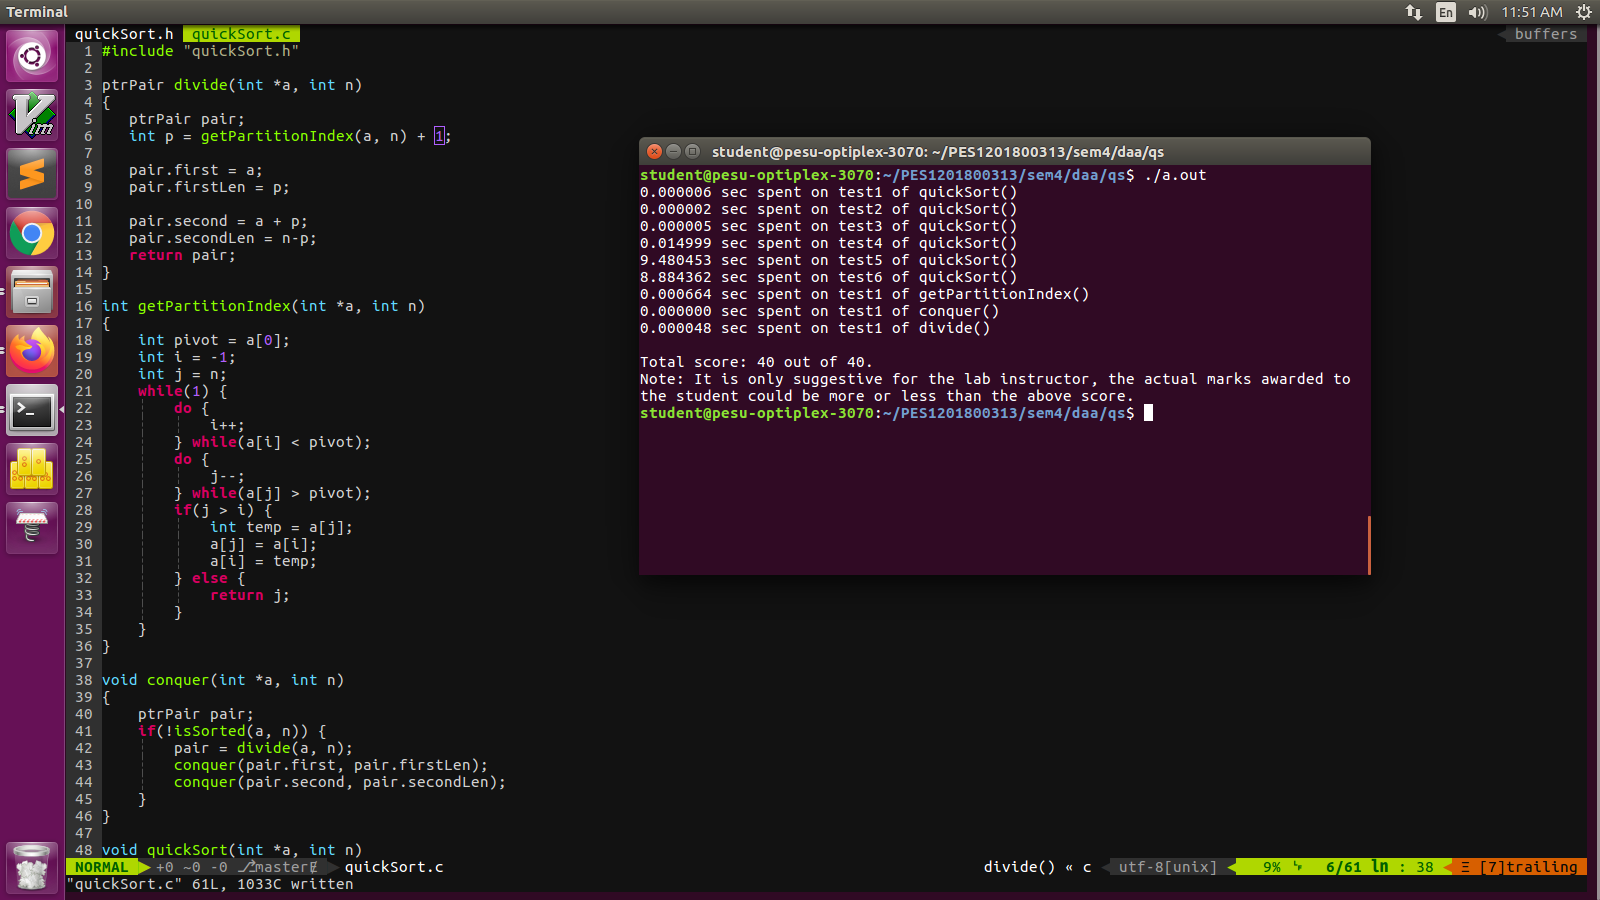 Terminal
En 11:51 AM
quickSort.h quickSort.c buffers
1 #include "quickSort.h"
2
3 ptrPair divide(int *a, int n)
4 {
5    ptrPair pair;
6    int p = getPartitionIndex(a, n) + 1;
7
8    pair.first = a;
9    pair.firstLen = p;
10
11    pair.second = a + p;
12    pair.secondLen = n-p;
13    return pair;
14 }
15
16 int getPartitionIndex(int *a, int n)
17 {
18     int pivot = a[0];
19     int i = -1;
20     int j = n;
21     while(1) {
22         do {
23             i++;
24         } while(a[i] < pivot);
25         do {
26             j--;
27         } while(a[j] > pivot);
28         if(j > i) {
29             int temp = a[j];
30             a[j] = a[i];
31             a[i] = temp;
32         } else {
33             return j;
34         }
35     }
36 }
37
38 void conquer(int *a, int n)
39 {
40     ptrPair pair;
41     if(!isSorted(a, n)) {
42         pair = divide(a, n);
43         conquer(pair.first, pair.firstLen);
44         conquer(pair.second, pair.secondLen);
45     }
46 }
47
48 void quickSort(int *a, int n)
NORMAL +0 ~0 -0 master quickSort.c divide() « c utf-8[unix] 9% 6/61 ln : 38 Ξ [7]trailing
"quickSort.c" 61L, 1033C written
student@pesu-optiplex-3070: ~/PES1201800313/sem4/daa/qs
student@pesu-optiplex-3070:~/PES1201800313/sem4/daa/qs$ ./a.out
0.000006 sec spent on test1 of quickSort()
0.000002 sec spent on test2 of quickSort()
0.000005 sec spent on test3 of quickSort()
0.014999 sec spent on test4 of quickSort()
9.480453 sec spent on test5 of quickSort()
8.884362 sec spent on test6 of quickSort()
0.000664 sec spent on test1 of getPartitionIndex()
0.000000 sec spent on test1 of conquer()
0.000048 sec spent on test1 of divide()
Total score: 40 out of 40.
Note: It is only suggestive for the lab instructor, the actual marks awarded to
the student could be more or less than the above score.
student@pesu-optiplex-3070:~/PES1201800313/sem4/daa/qs$
Vim